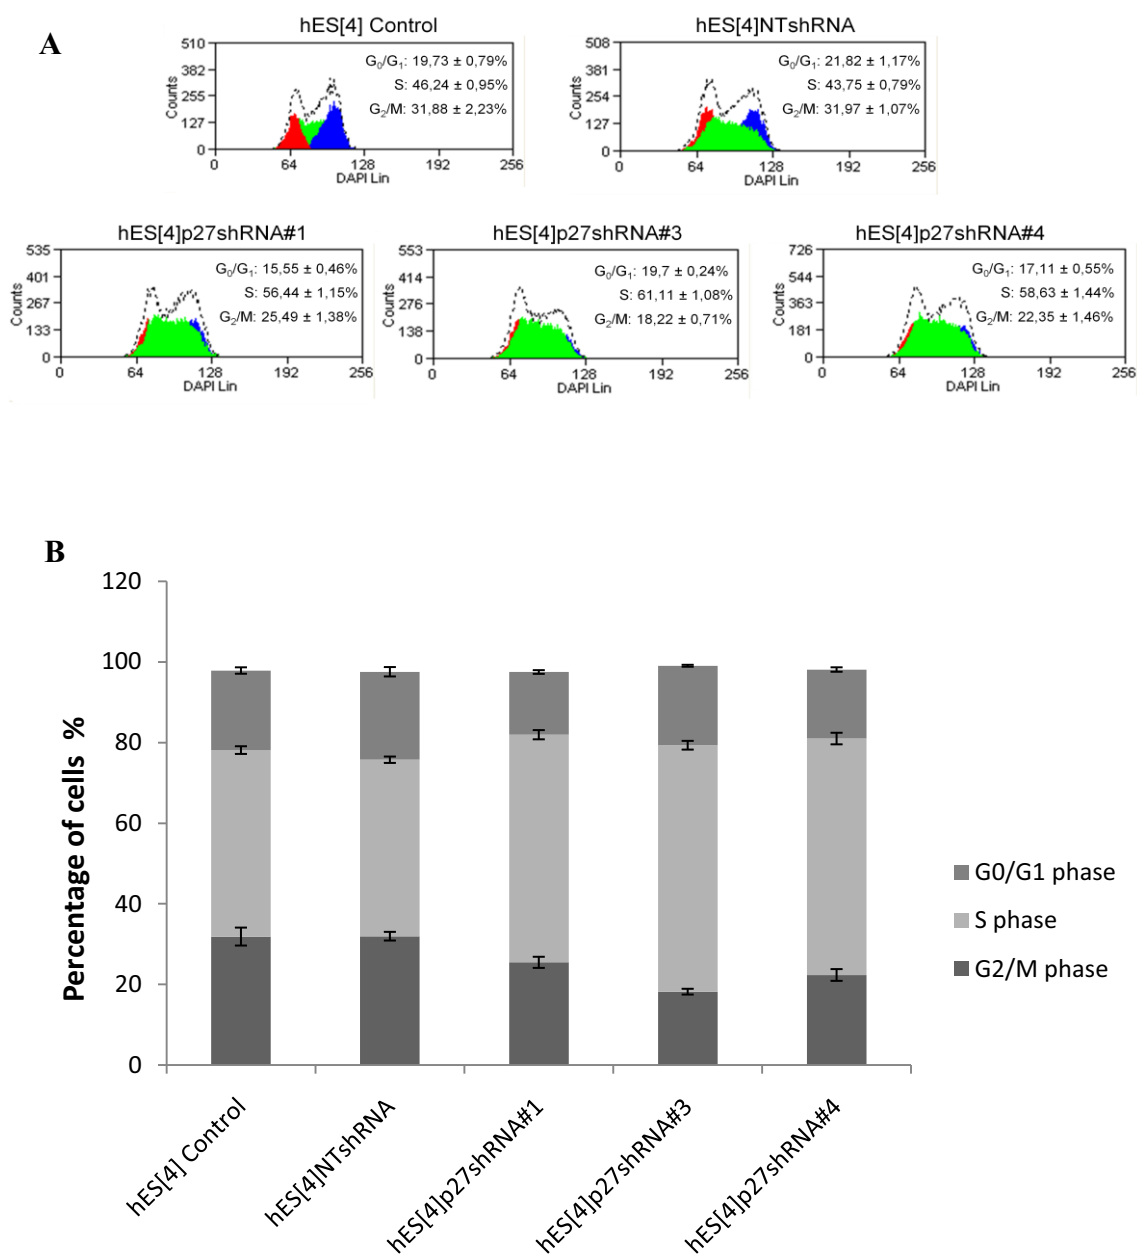 A
hES[4] Control
510
382
255
127
0
Counts
G0/G1: 19,73 ± 0,79%
S: 46,24 ± 0,95%
G2/M: 31,88 ± 2,23%
0 64 128 192 256
DAPI Lin
hES[4]NTshRNA
508
381
254
127
0
Counts
G0/G1: 21,82 ± 1,17%
S: 43,75 ± 0,79%
G2/M: 31,97 ± 1,07%
0 64 128 192 256
DAPI Lin
hES[4]p27shRNA#1
535
401
267
133
0
Counts
G0/G1: 15,55 ± 0,46%
S: 56,44 ± 1,15%
G2/M: 25,49 ± 1,38%
0 64 128 192 256
DAPI Lin
hES[4]p27shRNA#3
553
414
276
138
0
Counts
G0/G1: 19,7 ± 0,24%
S: 61,11 ± 1,08%
G2/M: 18,22 ± 0,71%
0 64 128 192 256
DAPI Lin
hES[4]p27shRNA#4
726
544
363
181
0
Counts
G0/G1: 17,11 ± 0,55%
S: 58,63 ± 1,44%
G2/M: 22,35 ± 1,46%
0 64 128 192 256
DAPI Lin
B
120
100
80
60
40
20
0
Percentage of cells %
G0/G1 phase
S phase
G2/M phase
hES[4] Control
hES[4]NTshRNA
hES[4]p27shRNA#1
hES[4]p27shRNA#3
hES[4]p27shRNA#4